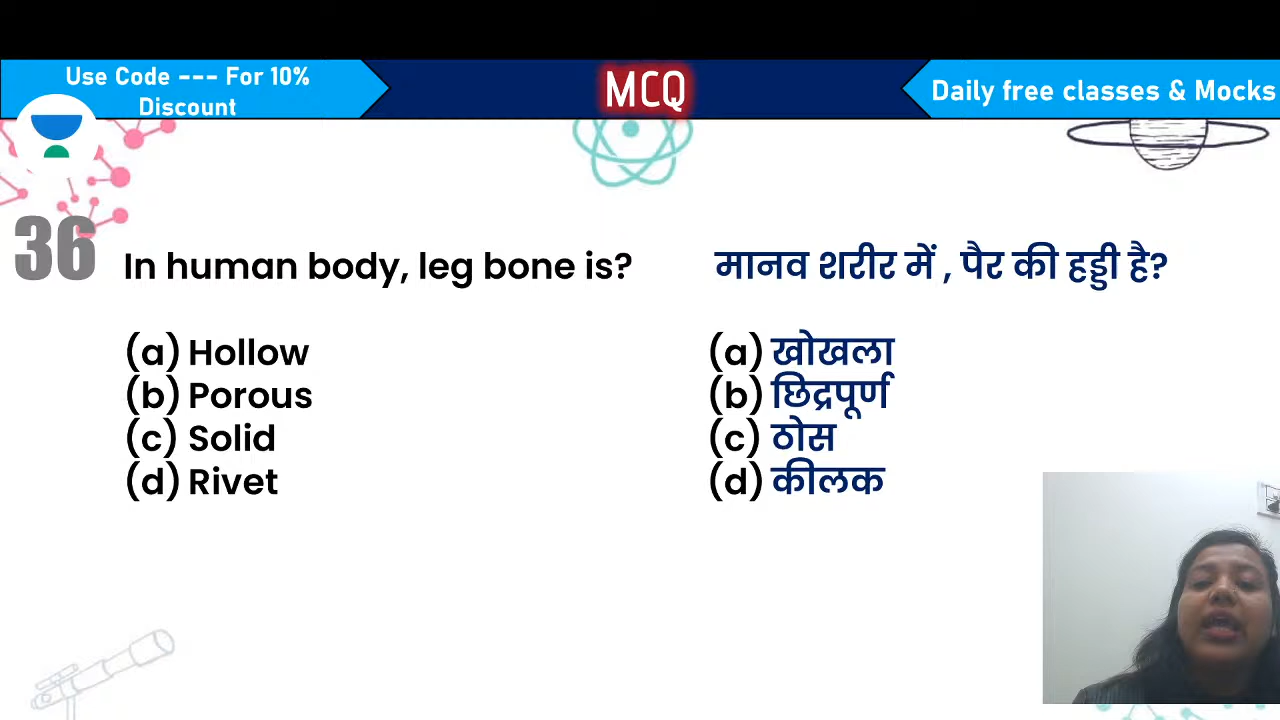 Use Code --- For 10%
Discount
MCQ
Daily free classes & Mocks
36
In human body, leg bone is?
(a) Hollow
(b) Porous
(c) Solid
(d) Rivet
मानव शरीर में , पैर की हड्डी है?
(a) खोखला
(b) छिद्रपूर्ण
(c) ठोस
(d) कीलक